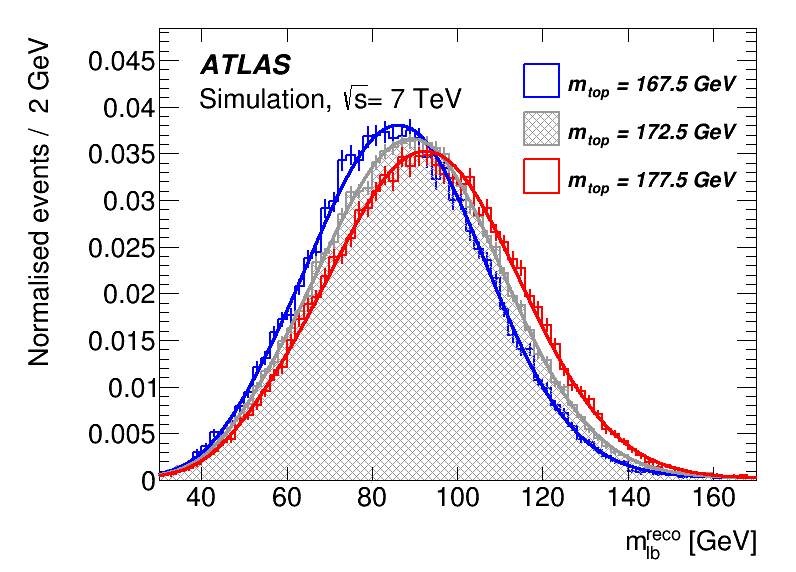 ATLAS
Simulation, √s= 7 TeV
m_top = 167.5 GeV
m_top = 172.5 GeV
m_top = 177.5 GeV
Normalised events / 2 GeV
0.045
0.04
0.035
0.03
0.025
0.02
0.015
0.01
0.005
0
40 60 80 100 120 140 160
m_lb^reco [GeV]